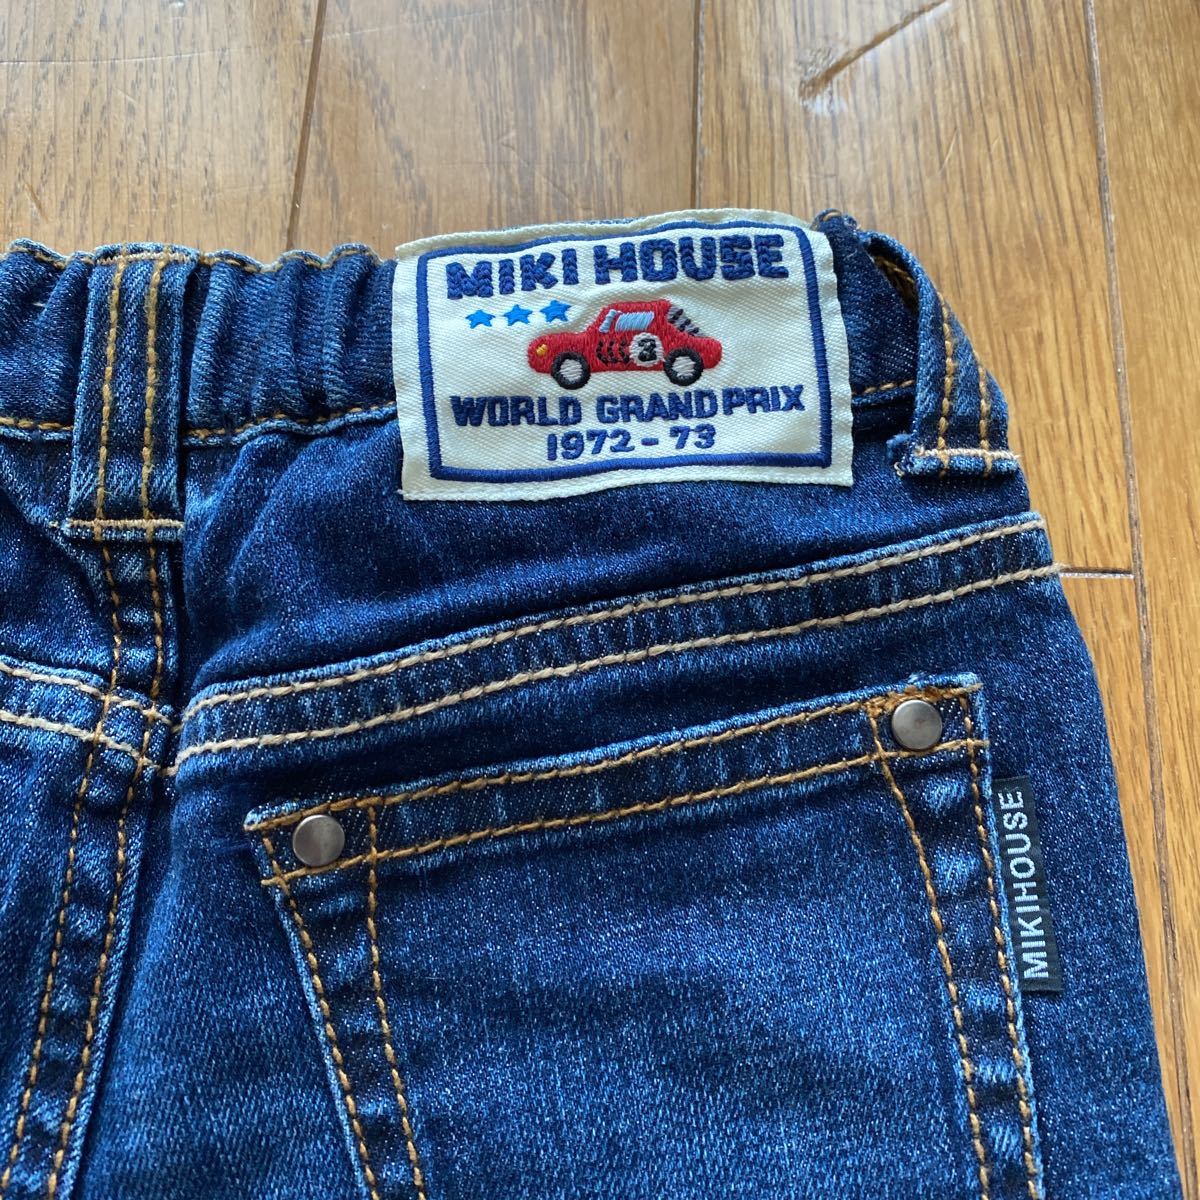 MIKI HOUSE
3
WORLD GRAND PRIX
1972-73
MIKIHOUSE